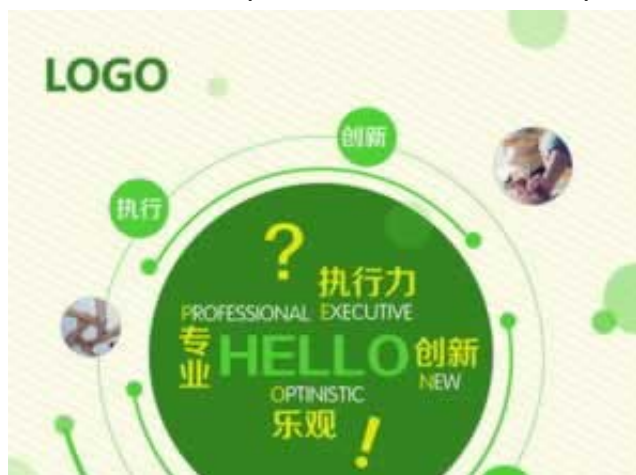 LOGO
创新
执行
?
执行力
PROFESSIONAL EXECUTIVE
专业 HELLO 创新
OPTINISTIC NEW
乐观
!